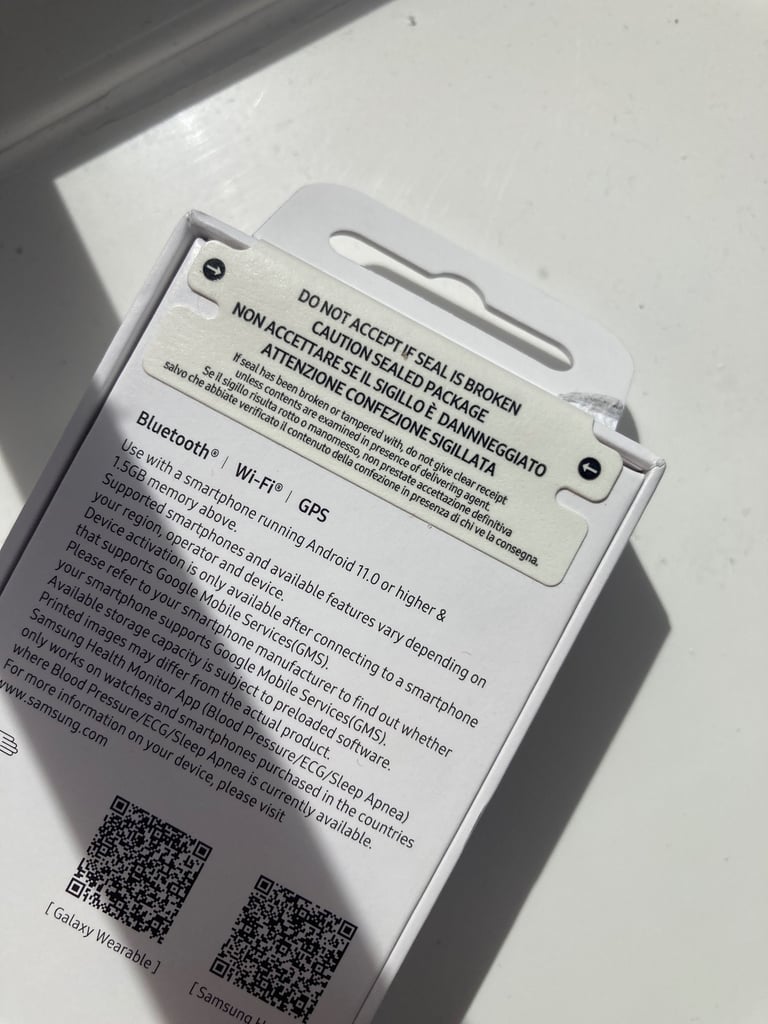 DO NOT ACCEPT IF SEAL IS BROKEN
CAUTION SEALED PACKAGE
NON ACCETTARE SE IL SIGILLO È DANNNEGGIATO
ATTENZIONE CONFEZIONE SIGILLATA
If seal has been broken or tampered with, do not give clear receipt
unless contents are examined in presence of delivering agent.
Se il sigillo risulta rotto o manomesso, non prestate accettazione definitiva
salvo che abbiate verificato il contenuto della confezione in presenza di chi ve la consegna.
Bluetooth® | Wi-Fi® | GPS
Use with a smartphone running Android 11.0 or higher &
1.5GB memory above.
Supported smartphones and available features vary depending on
your region, operator and device.
Device activation is only available after connecting to a smartphone
that supports Google Mobile Services(GMS).
Please refer to your smartphone manufacturer to find out whether
your smartphone supports Google Mobile Services(GMS).
Available storage capacity is subject to preloaded software.
Printed images may differ from the actual product.
Samsung Health Monitor App (Blood Pressure/ECG/Sleep Apnea)
only works on watches and smartphones purchased in the countries
where Blood Pressure/ECG/Sleep Apnea is currently available.
For more information on your device, please visit
www.samsung.com
[ Galaxy Wearable ]
[ Samsung H